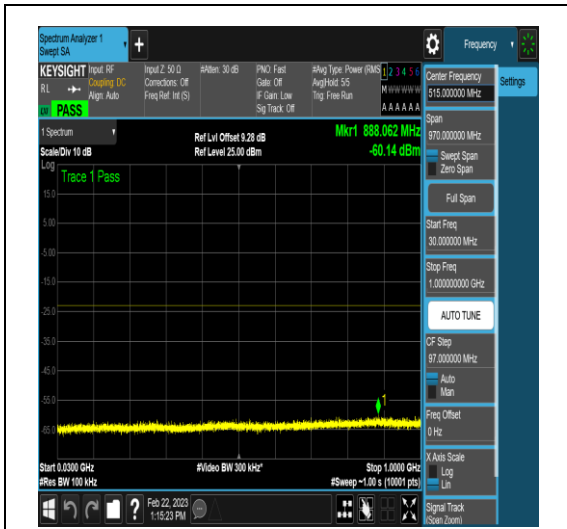 Spectrum Analyzer 1
Swept SA
+
Frequency
KEYSIGHT
Input: RF
Coupling: DC
Align: Auto
Input Z: 50 Ω
Corrections: Off
Freq Ref: Int (S)
#Atten: 30 dB
PNO: Fast
Gate: Off
IF Gain: Low
Sig Track: Off
#Avg Type: Power (RMS
Avg|Hold: 5/5
Trig: Free Run
1 2 3 4 5 6
M W W W W W
A A A A A A
RL
PASS
Center Frequency
515.000000 MHz
Settings
Span
970.000000 MHz
Swept Span
Zero Span
Full Span
Start Freq
30.000000 MHz
Stop Freq
1.000000000 GHz
AUTO TUNE
CF Step
97.000000 MHz
Auto
Man
Freq Offset
0 Hz
X Axis Scale
Log
Lin
Signal Track
(Span Zoom)
1 Spectrum
Scale/Div 10 dB
Ref Lvl Offset 9.28 dB
Ref Level 25.00 dBm
Mkr1 888.062 MHz
-60.14 dBm
Log
Trace 1 Pass
15.0
5.00
-5.00
-15.0
-25.0
-35.0
-45.0
-55.0
-65.0
1
Start 0.0300 GHz
#Res BW 100 kHz
#Video BW 300 kHz*
Stop 1.0000 GHz
#Sweep ~1.00 s (10001 pts)
?
Feb 22, 2023
1:15:23 PM